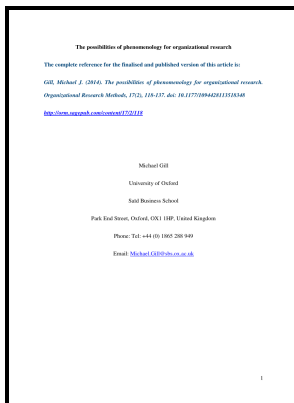 The possibilities of phenomenology for organizational research
The complete reference for the finalised and published version of this article is:
Gill, Michael J. (2014). The possibilities of phenomenology for organizational research.
Organizational Research Methods, 17(2), 118-137. doi: 10.1177/1094428113518348
http://orm.sagepub.com/content/17/2/118
Michael Gill
University of Oxford
Saïd Business School
Park End Street, Oxford, OX1 1HP, United Kingdom
Phone: Tel: +44 (0) 1865 288 949
Email: Michael.Gill@sbs.ox.ac.uk
1